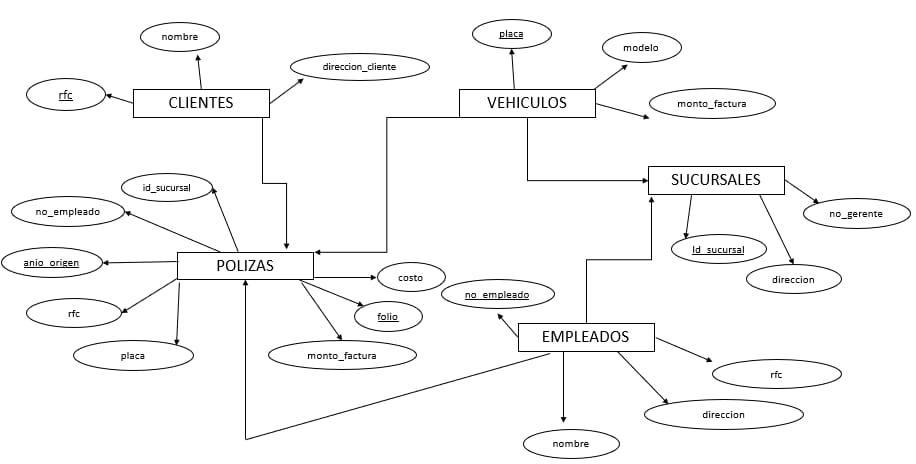 nombre
placa
modelo
direccion_cliente
rfc
CLIENTES
VEHICULOS
monto_factura
id_sucursal
SUCURSALES
no_empleado
no_gerente
Id_sucursal
anio_origen
POLIZAS
costo
direccion
no_empleado
rfc
folio
EMPLEADOS
placa
monto_factura
rfc
direccion
nombre